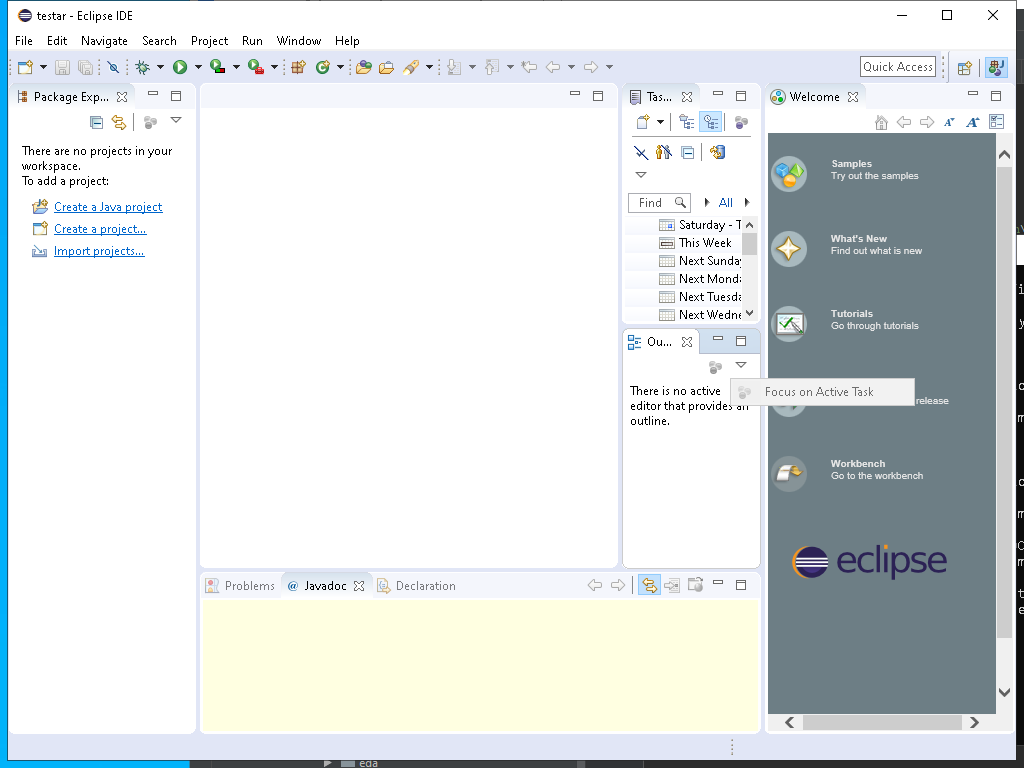 testar - Eclipse IDE
File Edit Navigate Search Project Run Window Help
Quick Access
Package Exp...
There are no projects in your
workspace.
To add a project:
Create a Java project
Create a project...
Import projects...
Tas...
Find
All
Saturday - T
This Week
Next Sunday
Next Monda
Next Tuesda
Next Wedne
Ou...
There is no active
editor that provides an
outline.
Focus on Active Task
Welcome
Samples
Try out the samples
What's New
Find out what is new
Tutorials
Go through tutorials
release
Workbench
Go to the workbench
eclipse
Problems
@ Javadoc
Declaration
eda